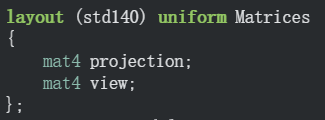 layout (std140) uniform Matrices
{
    mat4 projection;
    mat4 view;
};